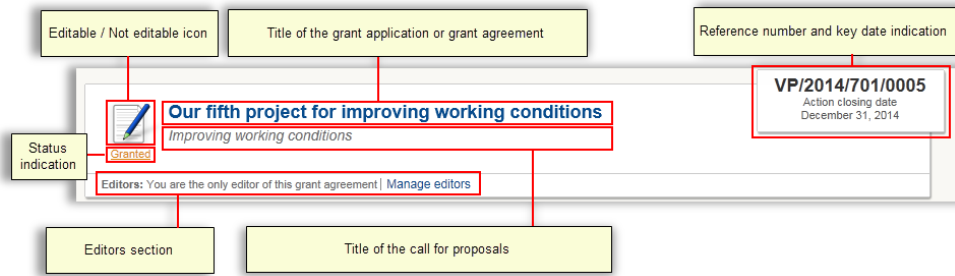 Editable / Not editable icon
Title of the grant application or grant agreement
Reference number and key date indication
VP/2014/701/0005
Action closing date
December 31, 2014
Our fifth project for improving working conditions
Improving working conditions
Status
indication
Granted
Editors: You are the only editor of this grant agreement | Manage editors
Editors section
Title of the call for proposals